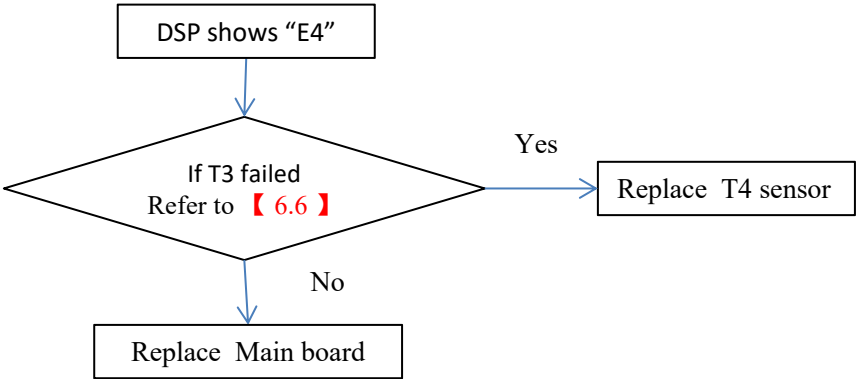 DSP shows “E4”
If T3 failed
Refer to 【 6.6 】
Yes
Replace  T4 sensor
No
Replace  Main board